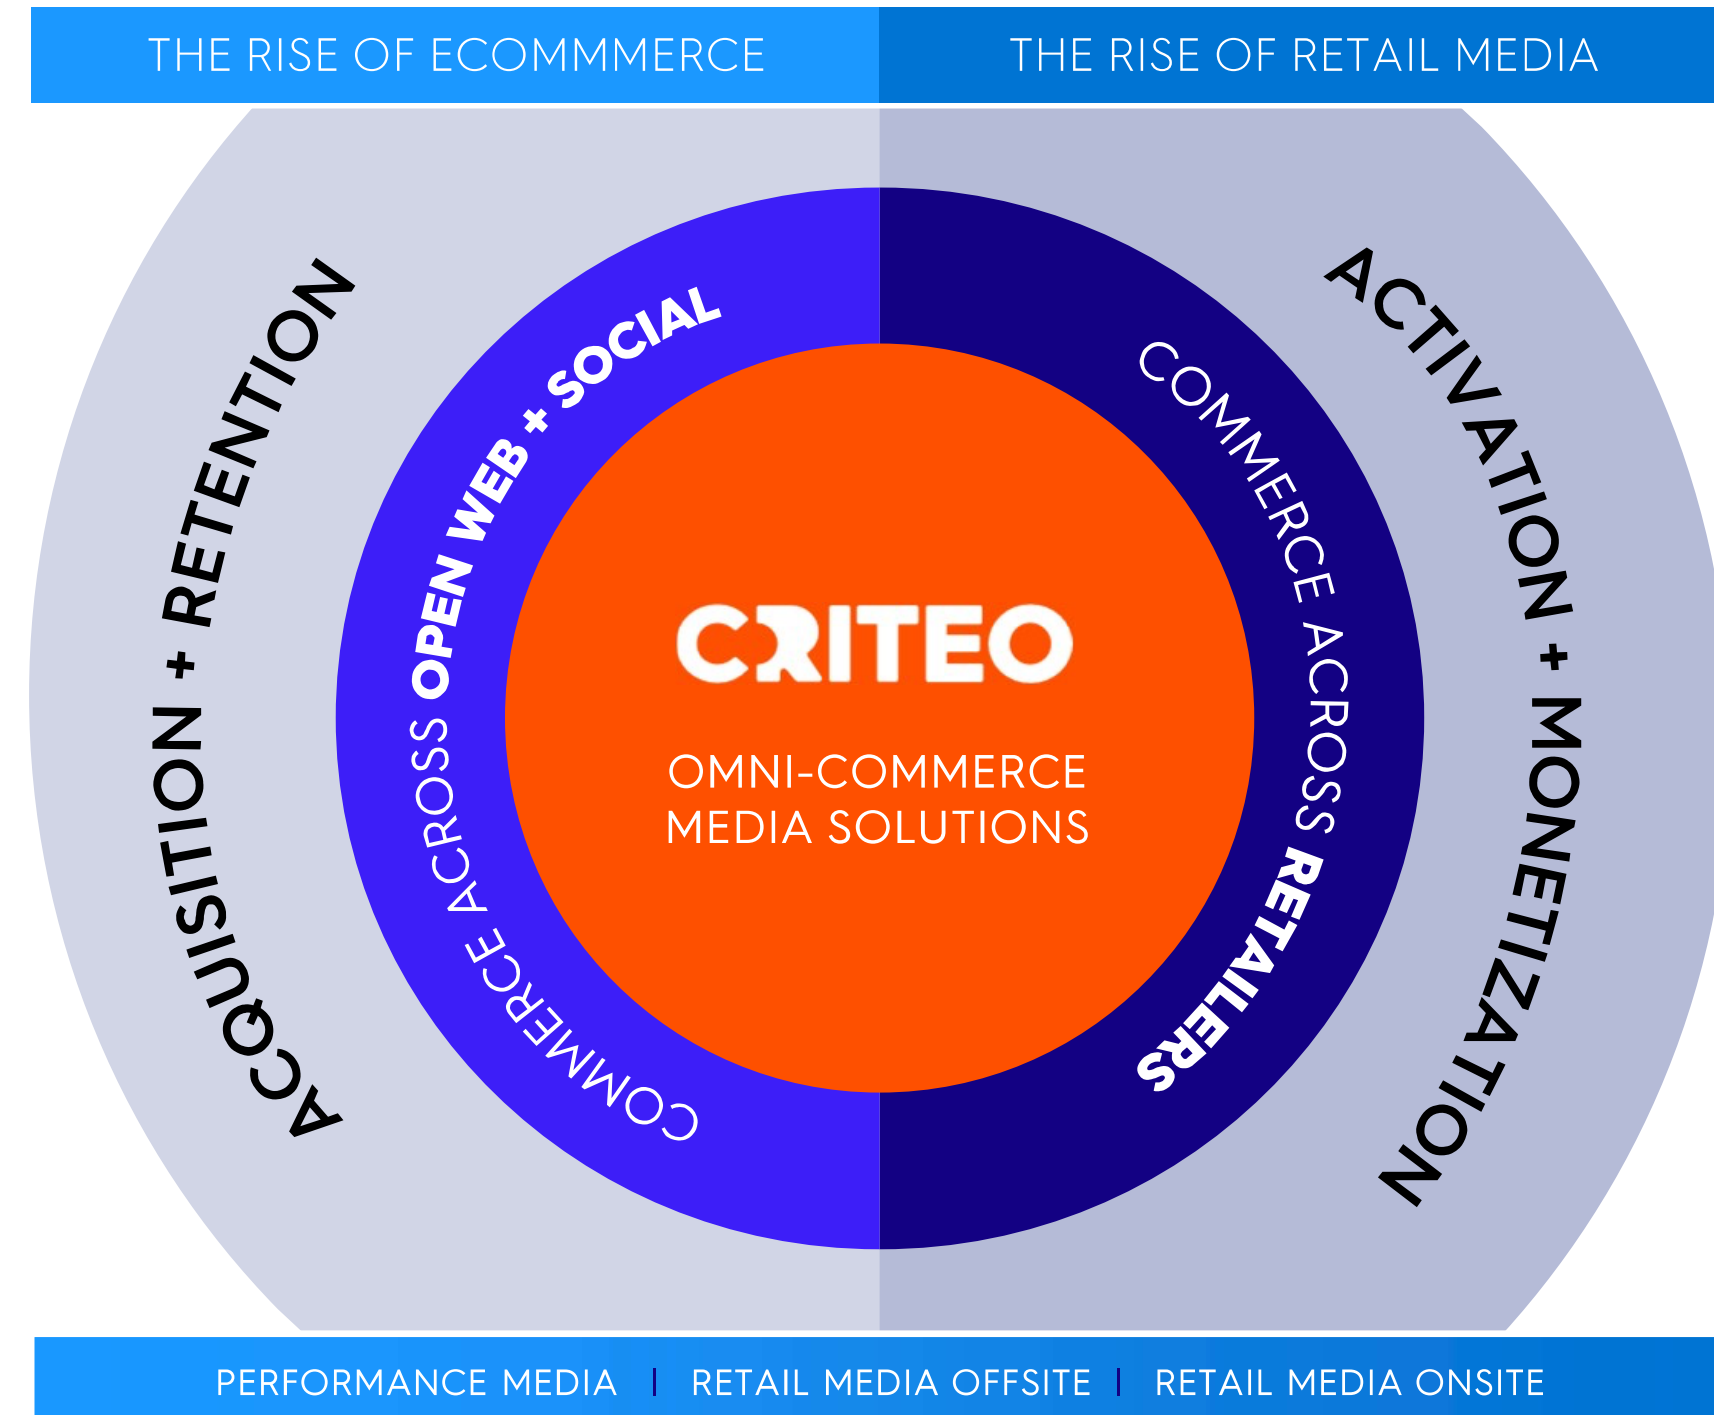 THE RISE OF ECOMMMERCE
THE RISE OF RETAIL MEDIA
ACQUISITION + RETENTION
COMMERCE ACROSS OPEN WEB + SOCIAL
CRITEO
OMNI-COMMERCE
MEDIA SOLUTIONS
COMMERCE ACROSS RETAILERS
ACTIVATION + MONETIZATION
PERFORMANCE MEDIA | RETAIL MEDIA OFFSITE | RETAIL MEDIA ONSITE